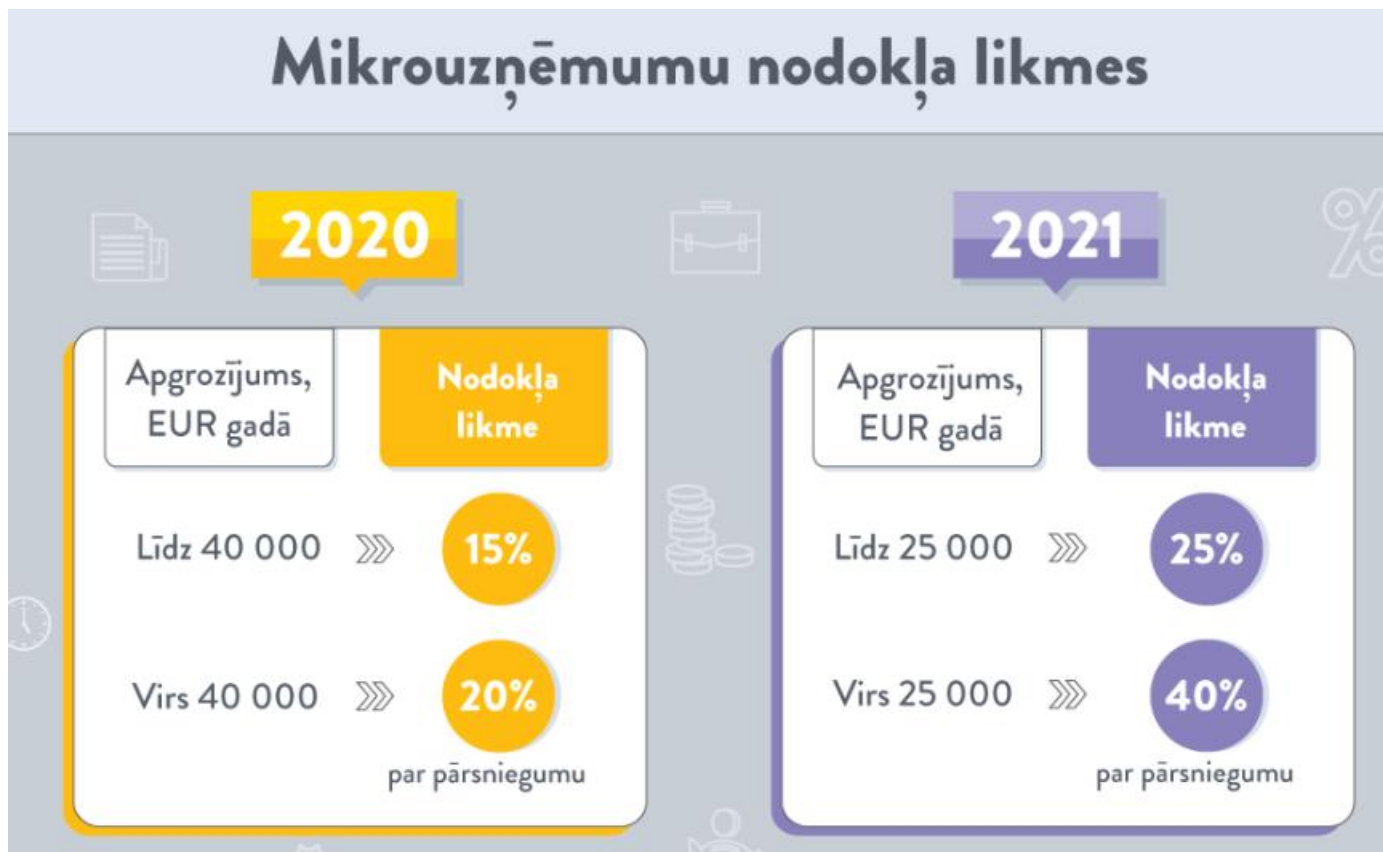 Mikrouzņēmumu nodokļa likmes
2020
Apgrozījums,
EUR gadā
Nodokļa
likme
Līdz 40 000
15%
Virs 40 000
20%
par pārsniegumu
2021
Apgrozījums,
EUR gadā
Nodokļa
likme
Līdz 25 000
25%
Virs 25 000
40%
par pārsniegumu
%